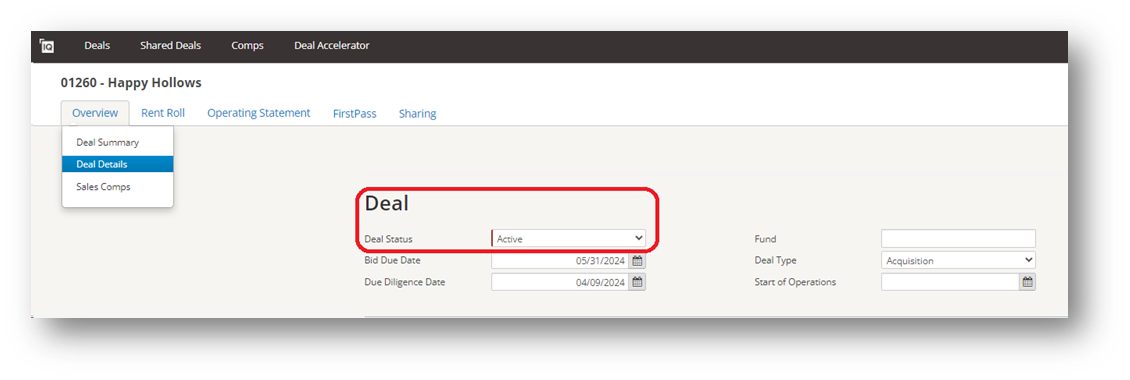 IQ Deals Shared Deals Comps Deal Accelerator
01260 - Happy Hollows
Overview Rent Roll Operating Statement FirstPass Sharing
Deal Summary
Deal Details
Sales Comps
Deal
Deal Status Active Fund
Bid Due Date 05/31/2024 Deal Type Acquisition
Due Diligence Date 04/09/2024 Start of Operations